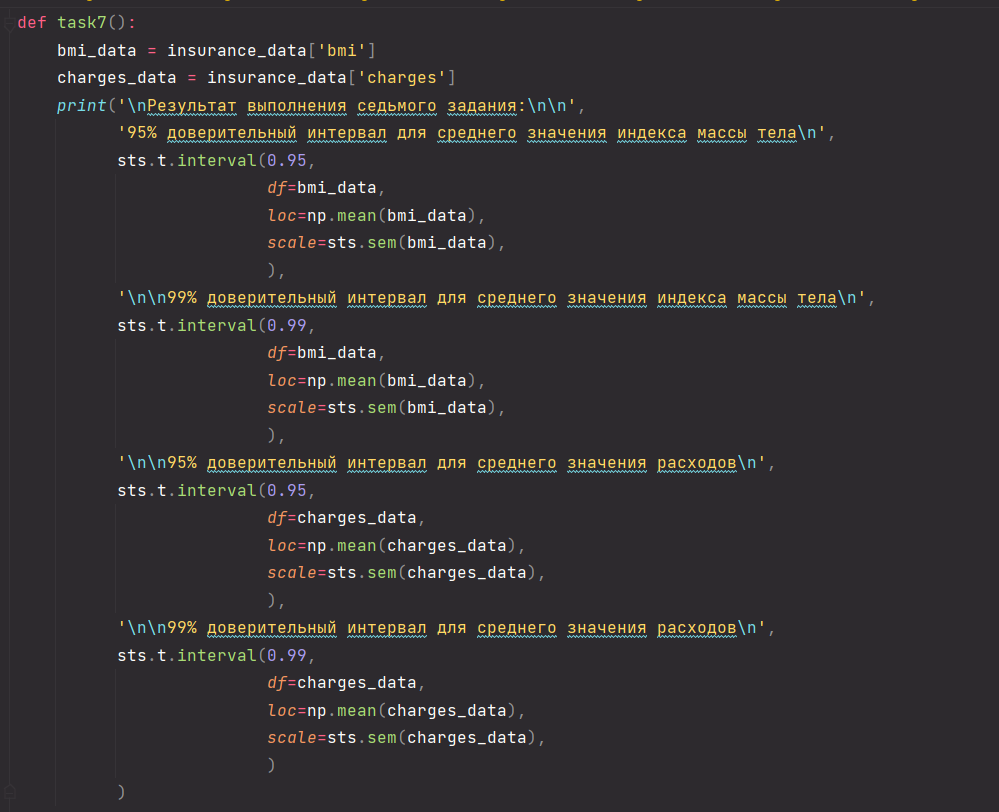 def task7():
    bmi_data = insurance_data['bmi']
    charges_data = insurance_data['charges']
    print('\nРезультат выполнения седьмого задания:\n\n',
          '95% доверительный интервал для среднего значения индекса массы тела\n',
          sts.t.interval(0.95,
                         df=bmi_data,
                         loc=np.mean(bmi_data),
                         scale=sts.sem(bmi_data),
                         ),
          '\n\n99% доверительный интервал для среднего значения индекса массы тела\n',
          sts.t.interval(0.99,
                         df=bmi_data,
                         loc=np.mean(bmi_data),
                         scale=sts.sem(bmi_data),
                         ),
          '\n\n95% доверительный интервал для среднего значения расходов\n',
          sts.t.interval(0.95,
                         df=charges_data,
                         loc=np.mean(charges_data),
                         scale=sts.sem(charges_data),
                         ),
          '\n\n99% доверительный интервал для среднего значения расходов\n',
          sts.t.interval(0.99,
                         df=charges_data,
                         loc=np.mean(charges_data),
                         scale=sts.sem(charges_data),
                         )
          )